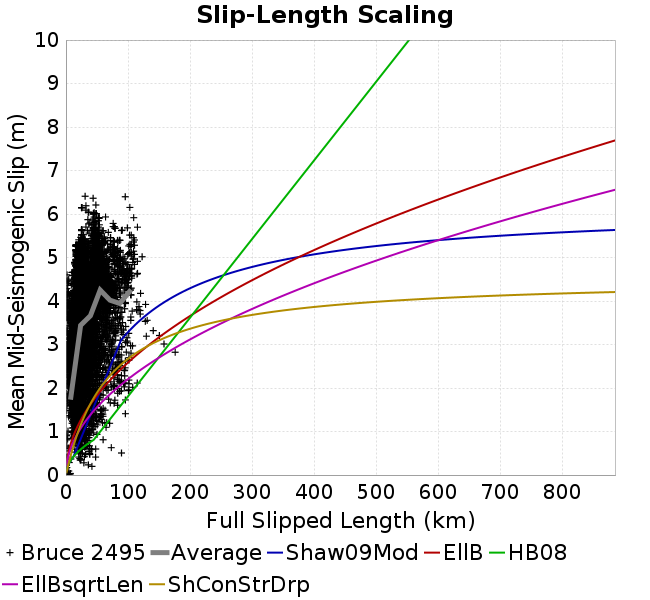 Slip-Length Scaling
Mean Mid-Seismogenic Slip (m)
10
9
8
7
6
5
4
3
2
1
0
0 100 200 300 400 500 600 700 800
Full Slipped Length (km)
Bruce 2495 Average Shaw09Mod EllB HB08
EllBsqrtLen ShConStrDrp